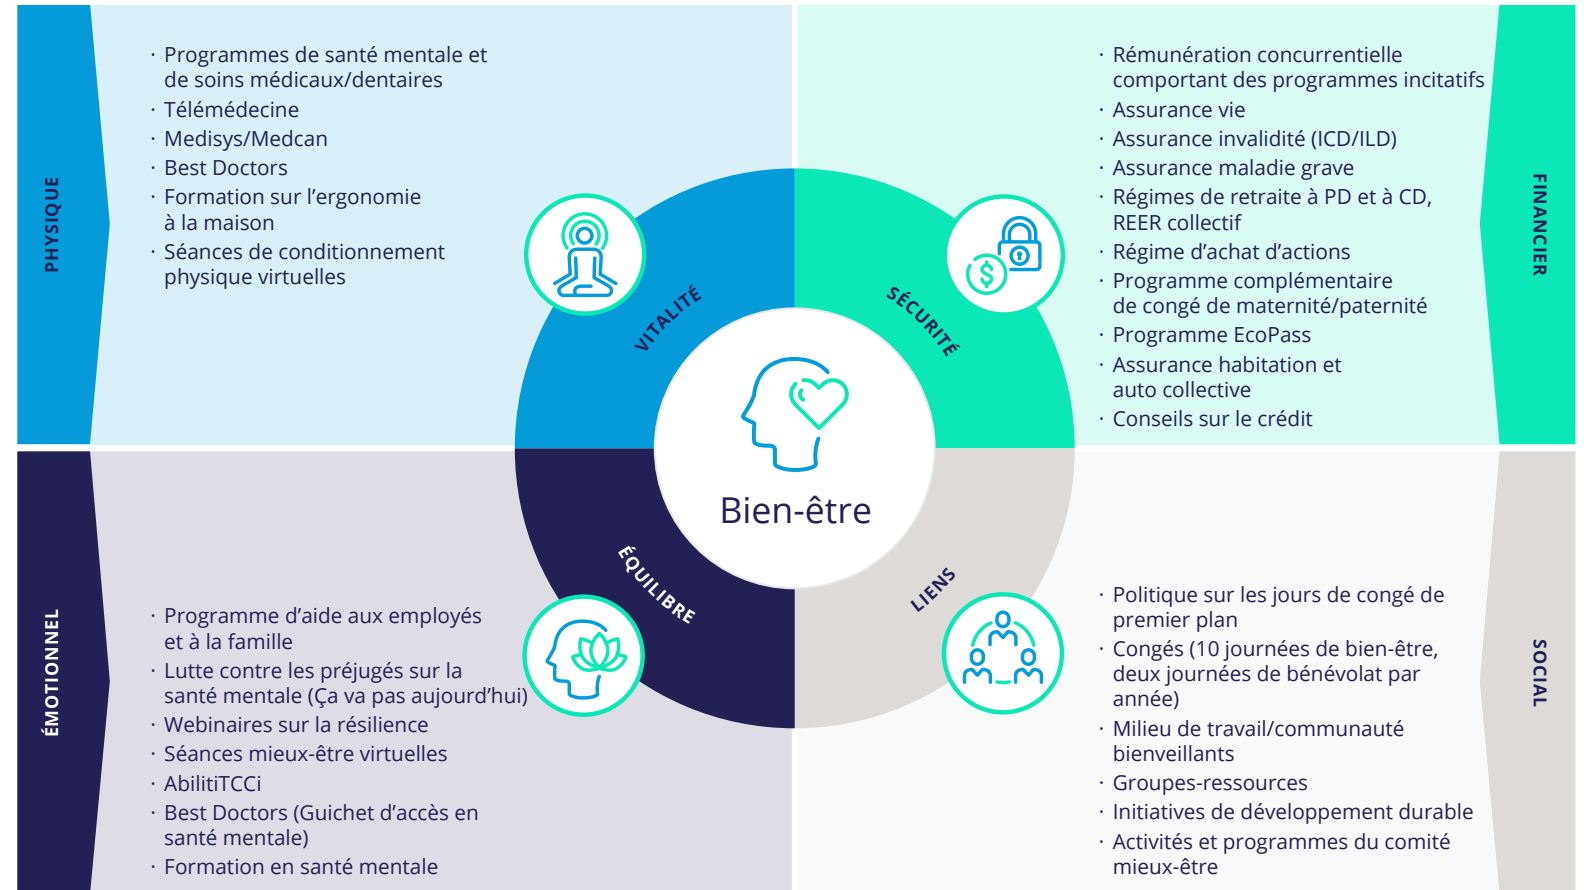 PHYSIQUE
· Programmes de santé mentale et
de soins médicaux/dentaires
· Télémédecine
· Medisys/Medcan
· Best Doctors
· Formation sur l’ergonomie
à la maison
· Séances de conditionnement
physique virtuelles
VITALITÉ
FINANCIER
· Rémunération concurrentielle
comportant des programmes incitatifs
· Assurance vie
· Assurance invalidité (ICD/ILD)
· Assurance maladie grave
· Régimes de retraite à PD et à CD,
REER collectif
· Régime d’achat d’actions
· Programme complémentaire
de congé de maternité/paternité
· Programme EcoPass
· Assurance habitation et
auto collective
· Conseils sur le crédit
SÉCURITÉ
$
Bien-être
ÉMOTIONNEL
· Programme d’aide aux employés
et à la famille
· Lutte contre les préjugés sur la
santé mentale (Ça va pas aujourd’hui)
· Webinaires sur la résilience
· Séances mieux-être virtuelles
· AbilitiTCCi
· Best Doctors (Guichet d’accès en
santé mentale)
· Formation en santé mentale
ÉQUILIBRE
LIENS
SOCIAL
· Politique sur les jours de congé de
premier plan
· Congés (10 journées de bien-être,
deux journées de bénévolat par
année)
· Milieu de travail/communauté
bienveillants
· Groupes-ressources
· Initiatives de développement durable
· Activités et programmes du comité
mieux-être